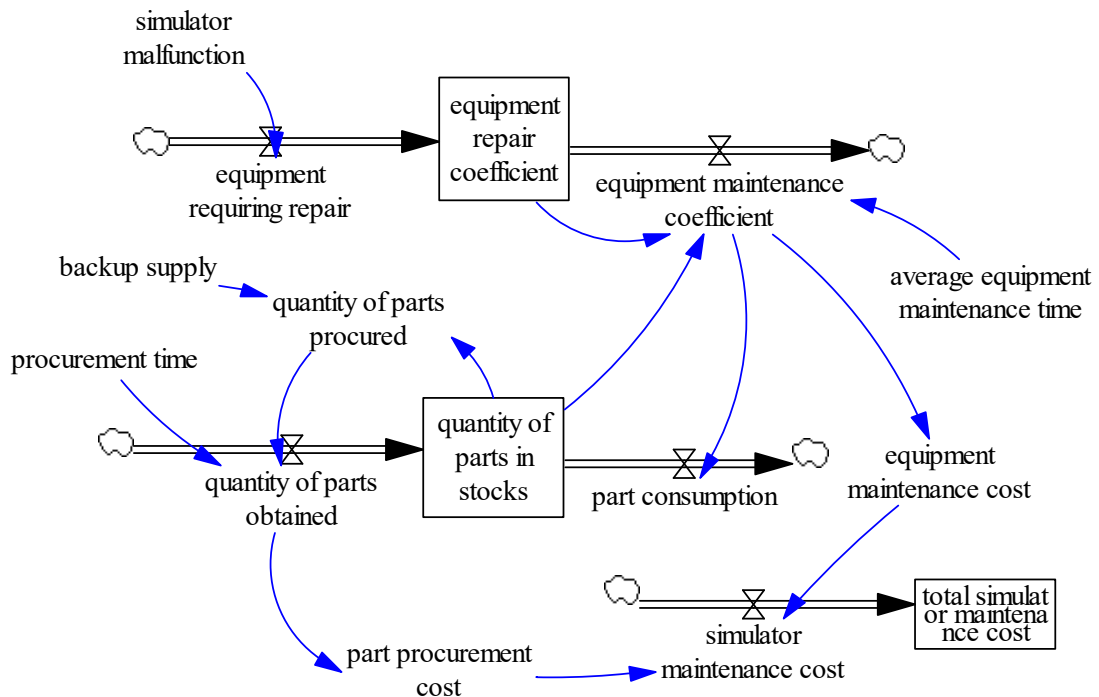 simulator
malfunction
equipment
repair
coefficient
equipment
requiring repair
equipment maintenance
coefficient
backup supply
quantity of parts
procured
average equipment
maintenance time
procurement time
quantity of
parts in
stocks
quantity of parts
obtained
part consumption
equipment
maintenance cost
total simulat
or maintena
nce cost
simulator
maintenance cost
part procurement
cost